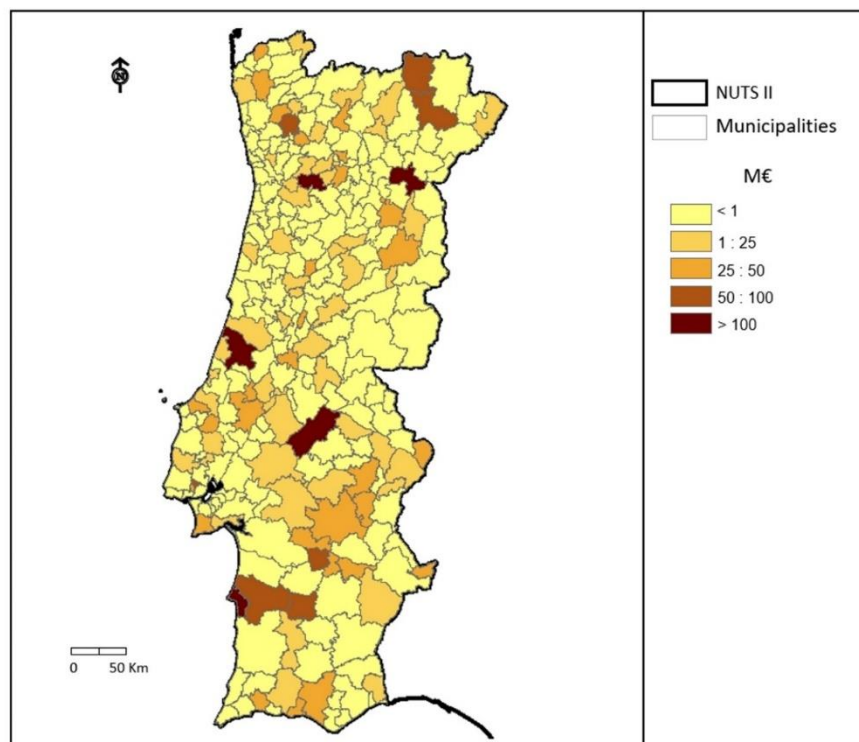 N
NUTS II
Municipalities
M€
< 1
1 : 25
25 : 50
50 : 100
> 100
0 50 Km